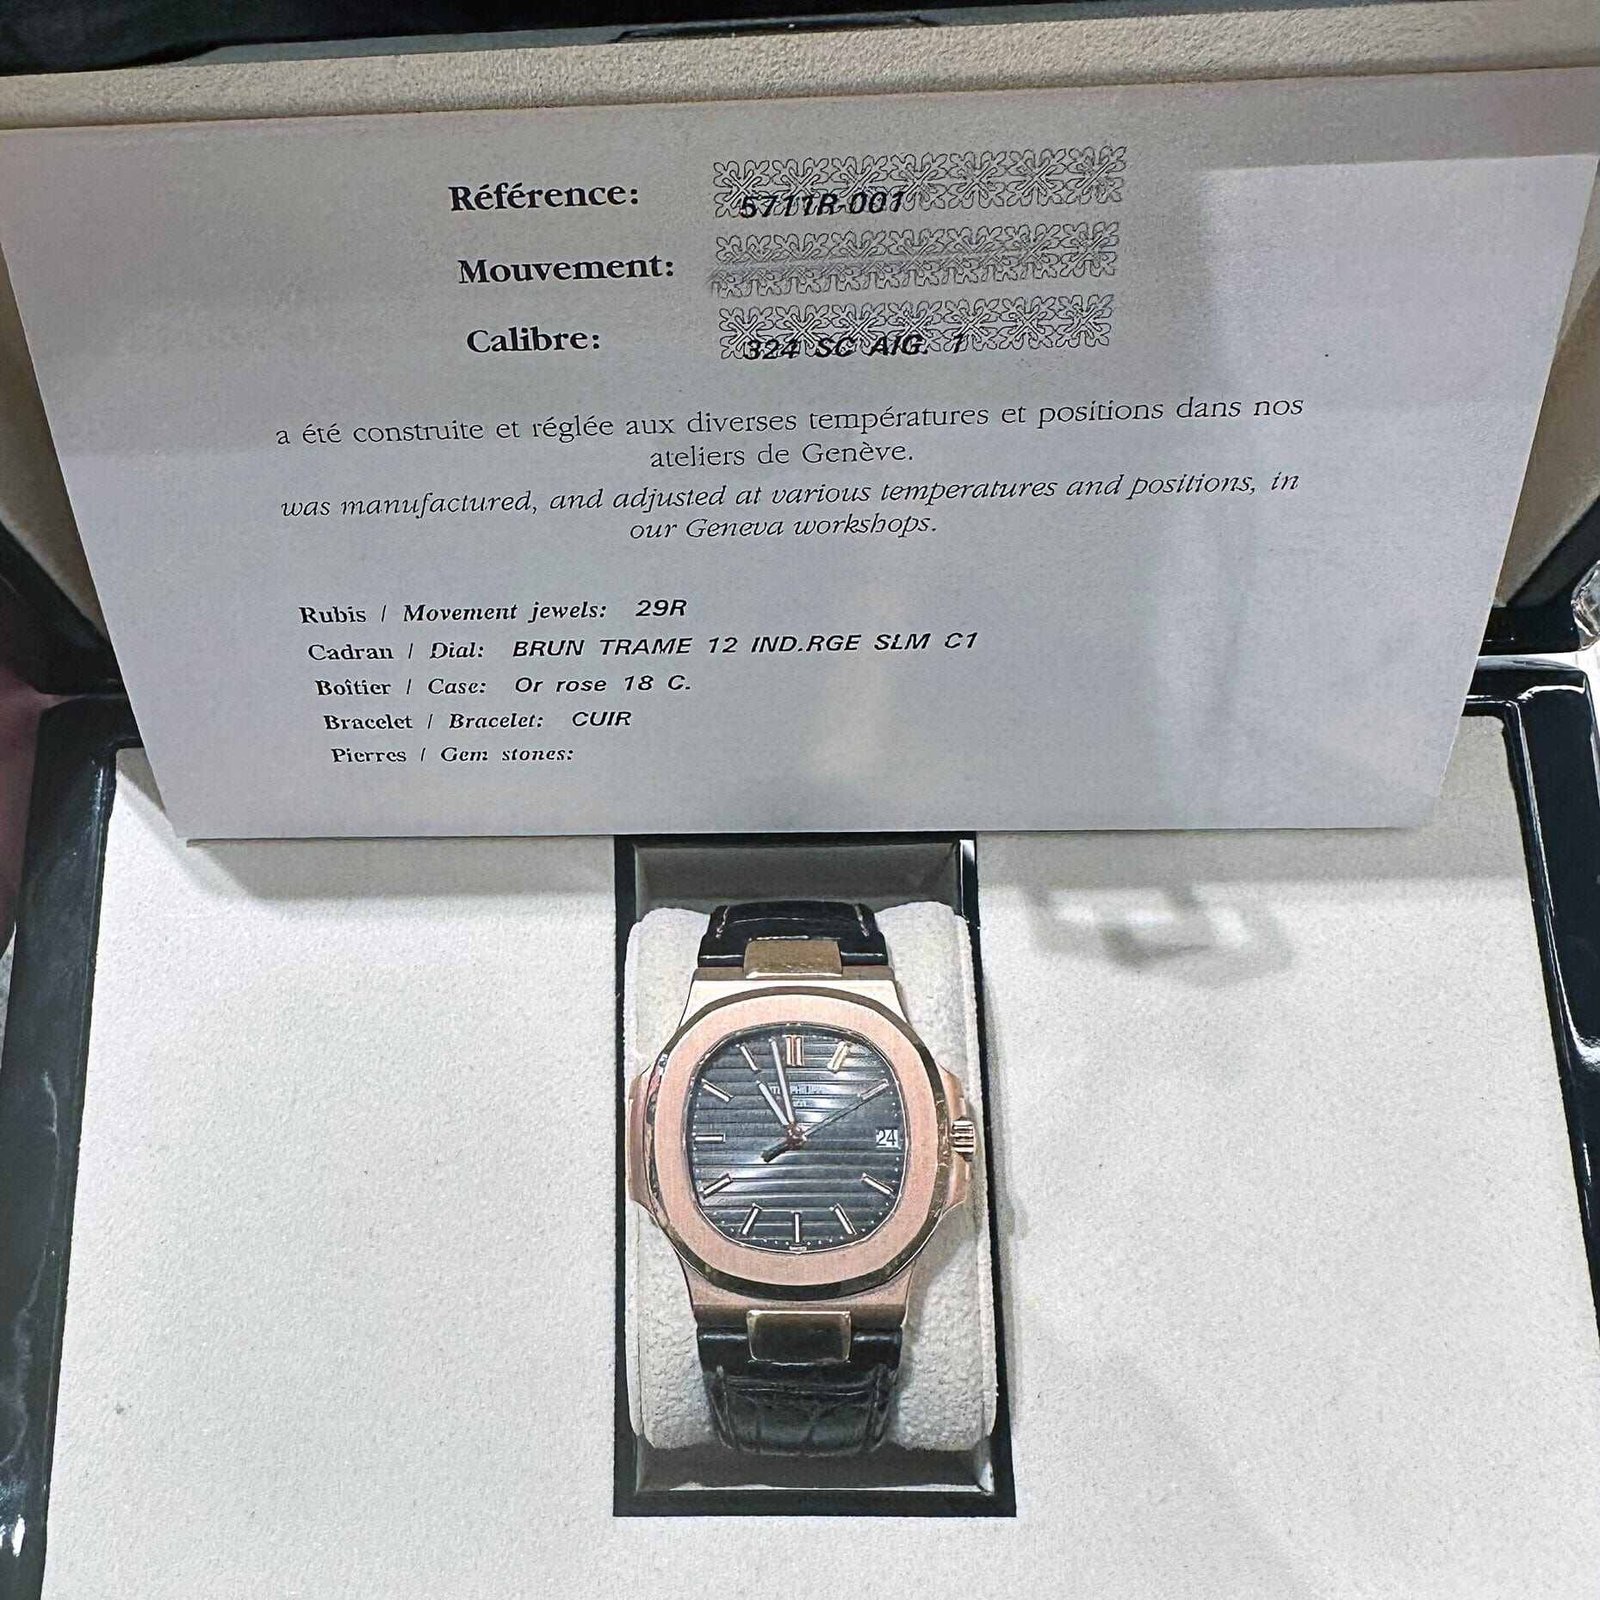 Référence: 5711R-001
Mouvement:
Calibre: 324 SC AIG. 1
a été construite et réglée aux diverses températures et positions dans nos
ateliers de Genève.
was manufactured, and adjusted at various temperatures and positions, in
our Geneva workshops.
Rubis / Movement jewels: 29R
Cadran / Dial: BRUN TRAME 12 IND.RGE SLM C1
Boîtier / Case: Or rose 18 C.
Bracelet / Bracelet: CUIR
Pierres / Gem stones:
24